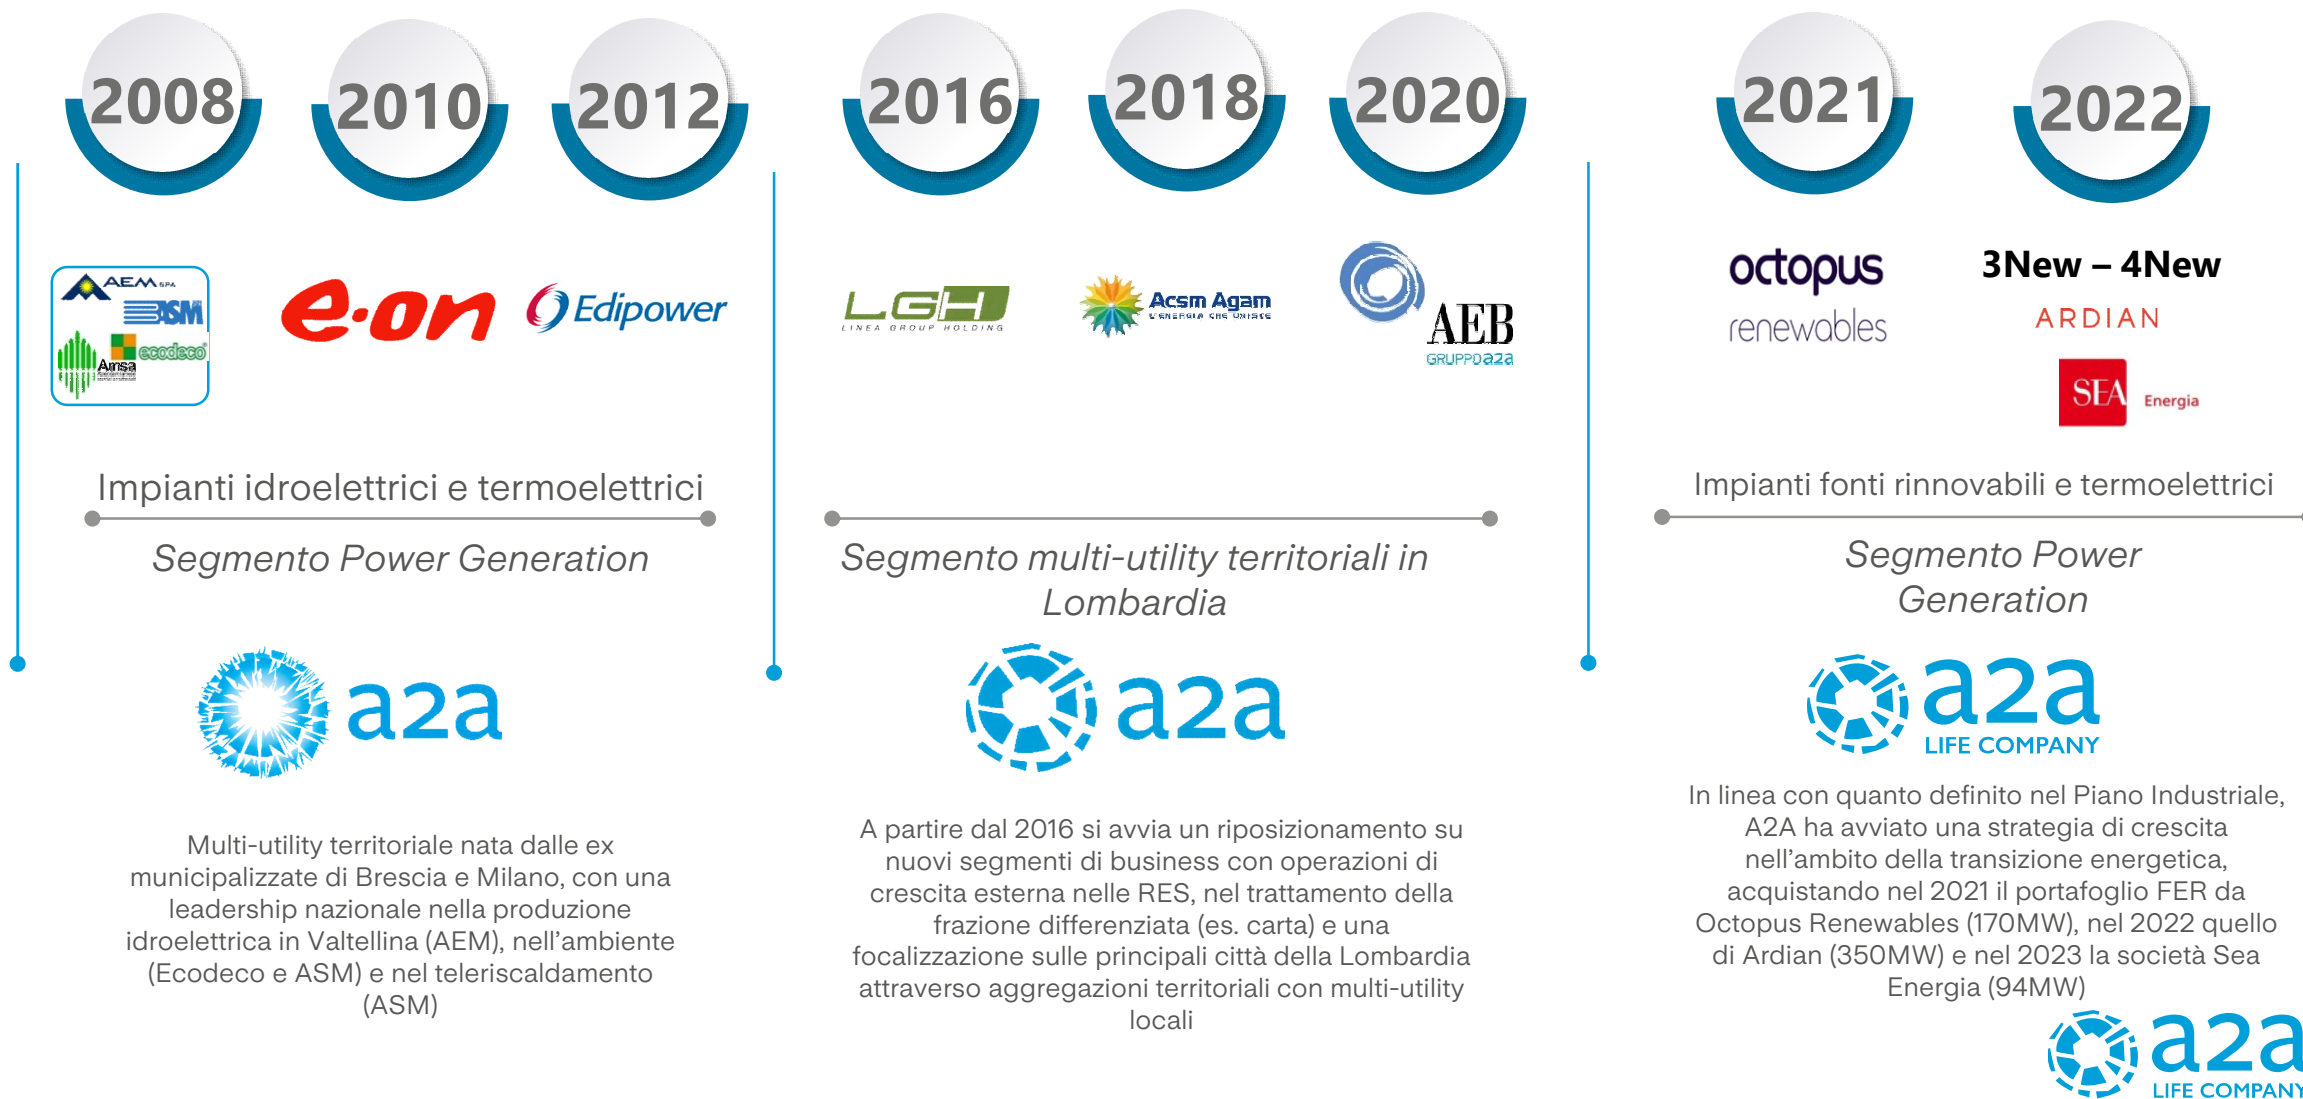 2008
2010
2012
2016
2018
2020
2021
2022
AEM S.P.A.
ASM
Amsa
ecodeco
e·on
Edipower
LGH
LINEA GROUP HOLDING
Acsm Agam
L'ENERGIA CHE UNISCE
AEB
GRUPPO a2a
octopus
renewables
3New – 4New
ARDIAN
SEA
Energia
Impianti idroelettrici e termoelettrici
Segmento Power Generation
Segmento multi-utility territoriali in
Lombardia
Impianti fonti rinnovabili e termoelettrici
Segmento Power
Generation
a2a
Multi-utility territoriale nata dalle ex
municipalizzate di Brescia e Milano, con una
leadership nazionale nella produzione
idroelettrica in Valtellina (AEM), nell'ambiente
(Ecodeco e ASM) e nel teleriscaldamento
(ASM)
a2a
A partire dal 2016 si avvia un riposizionamento su
nuovi segmenti di business con operazioni di
crescita esterna nelle RES, nel trattamento della
frazione differenziata (es. carta) e una
focalizzazione sulle principali città della Lombardia
attraverso aggregazioni territoriali con multi-utility
locali
a2a
LIFE COMPANY
In linea con quanto definito nel Piano Industriale,
A2A ha avviato una strategia di crescita
nell'ambito della transizione energetica,
acquistando nel 2021 il portafoglio FER da
Octopus Renewables (170MW), nel 2022 quello
di Ardian (350MW) e nel 2023 la società Sea
Energia (94MW)
a2a
LIFE COMPANY